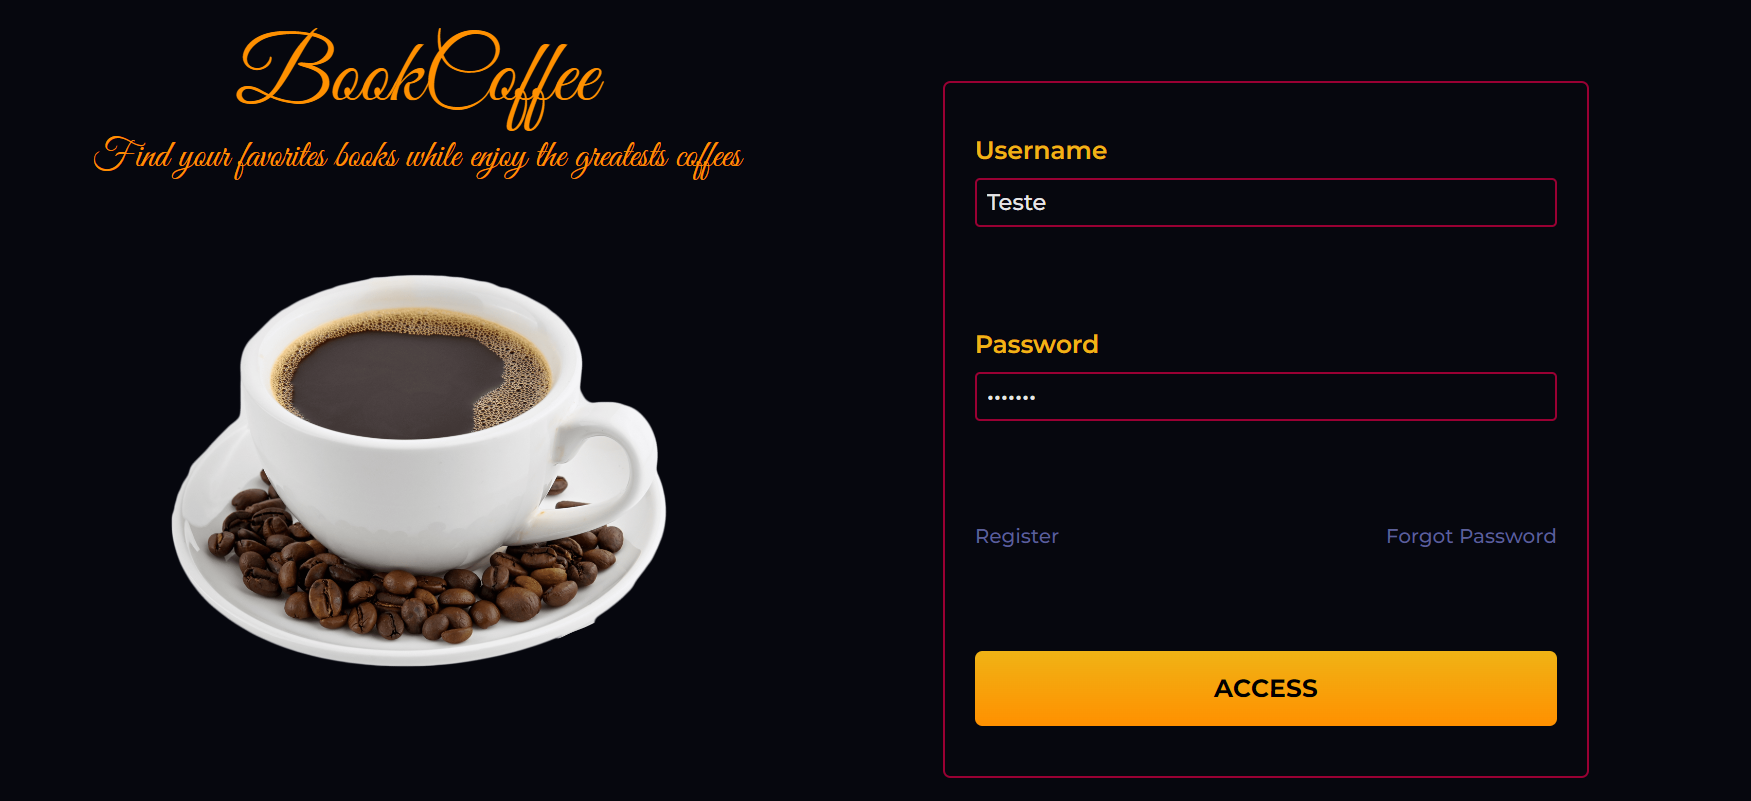 BookCoffee
Find your favorites books while enjoy the greatests coffees
Username
Teste
Password
•••••••
Register
Forgot Password
ACCESS